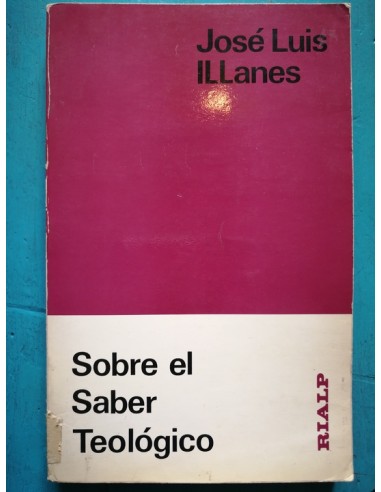 José Luis
ILLanes
Sobre el
Saber
Teológico
RIALP